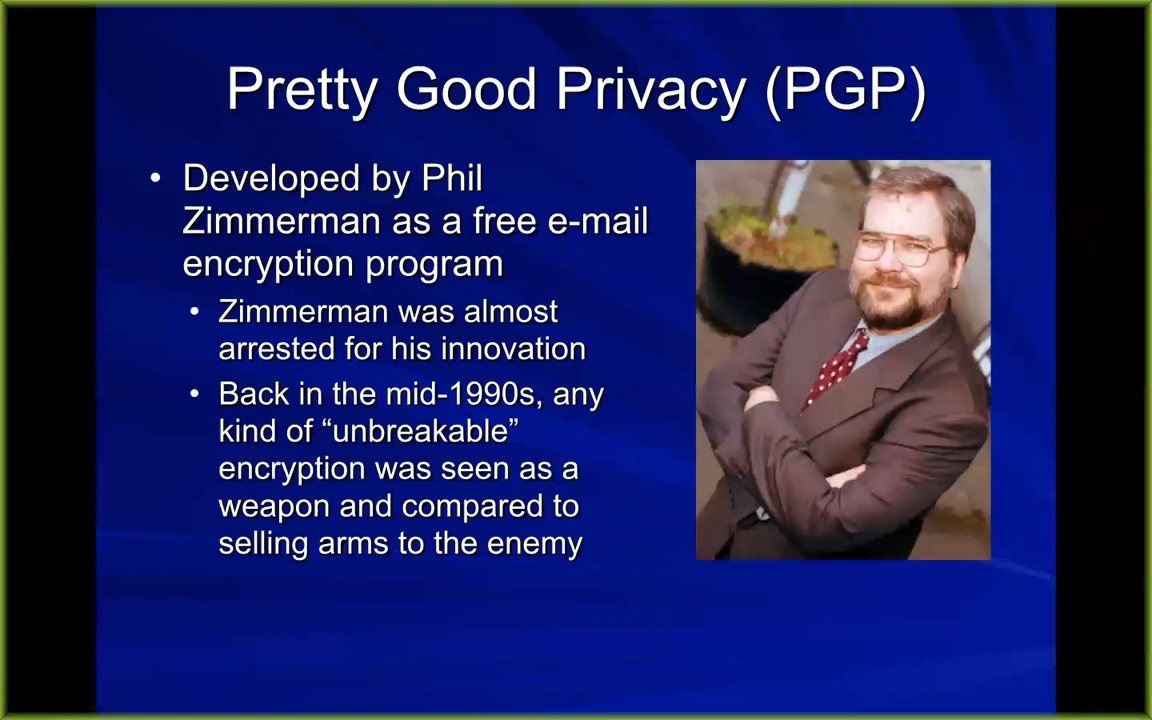 Pretty Good Privacy (PGP)
• Developed by Phil
Zimmerman as a free e-mail
encryption program
• Zimmerman was almost
arrested for his innovation
• Back in the mid-1990s, any
kind of “unbreakable”
encryption was seen as a
weapon and compared to
selling arms to the enemy